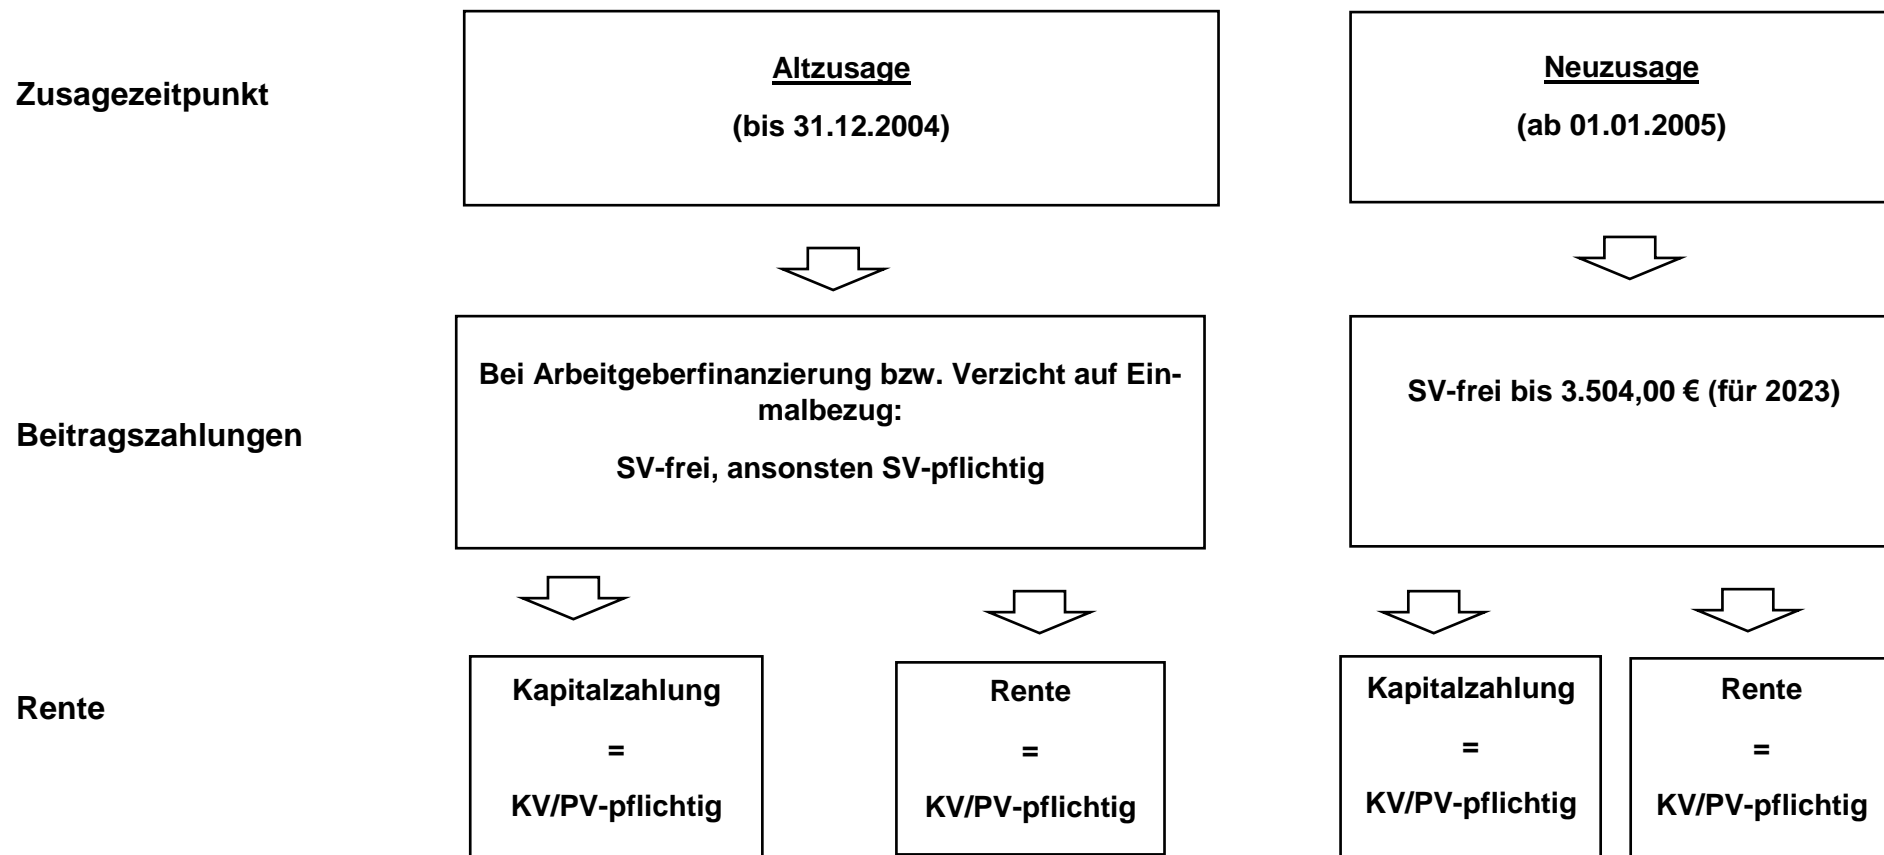 Zusagezeitpunkt
Altzusage
(bis 31.12.2004)
Neuzusage
(ab 01.01.2005)
Beitragszahlungen
Bei Arbeitgeberfinanzierung bzw. Verzicht auf Ein-
malbezug:
SV-frei, ansonsten SV-pflichtig
SV-frei bis 3.504,00 € (für 2023)
Rente
Kapitalzahlung
=
KV/PV-pflichtig
Rente
=
KV/PV-pflichtig
Kapitalzahlung
=
KV/PV-pflichtig
Rente
=
KV/PV-pflichtig